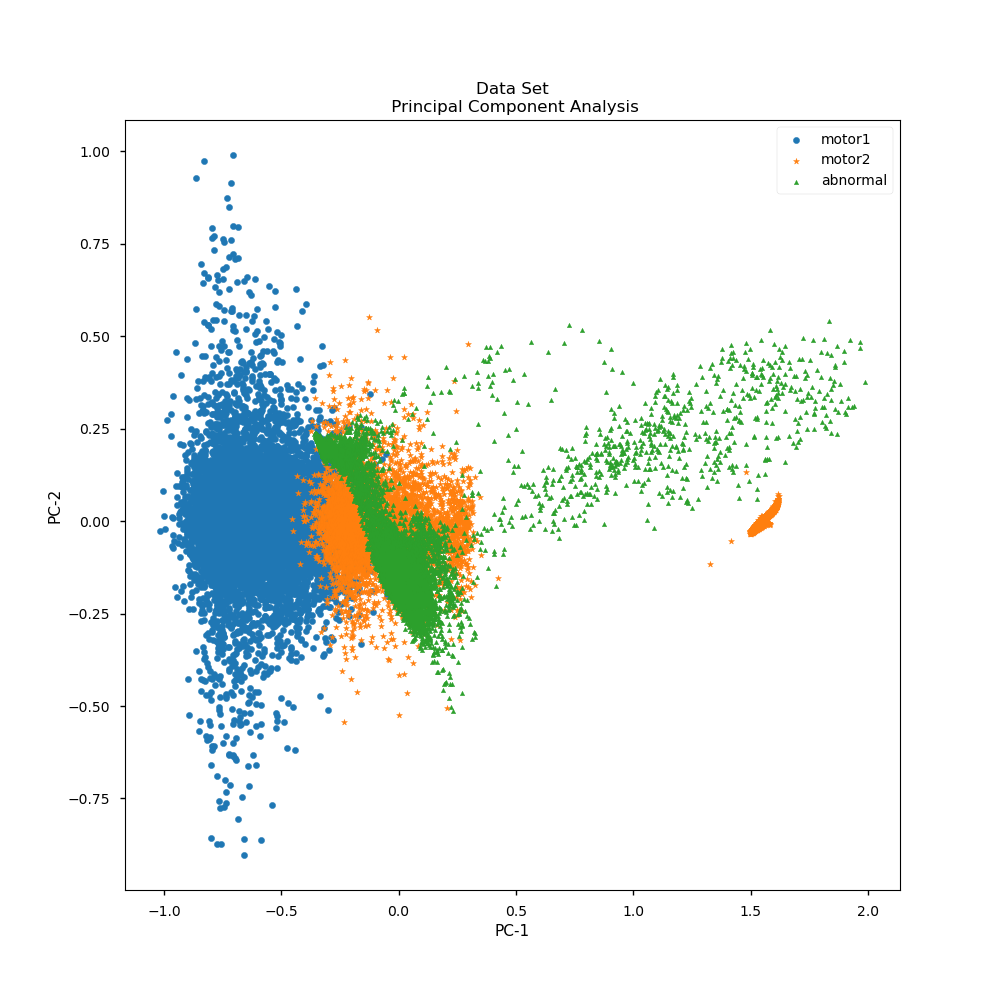 Data Set
Principal Component Analysis
motor1
motor2
abnormal
1.00
0.75
0.50
0.25
0.00
−0.25
−0.50
−0.75
PC-2
−1.0
−0.5
0.0
0.5
1.0
1.5
2.0
PC-1